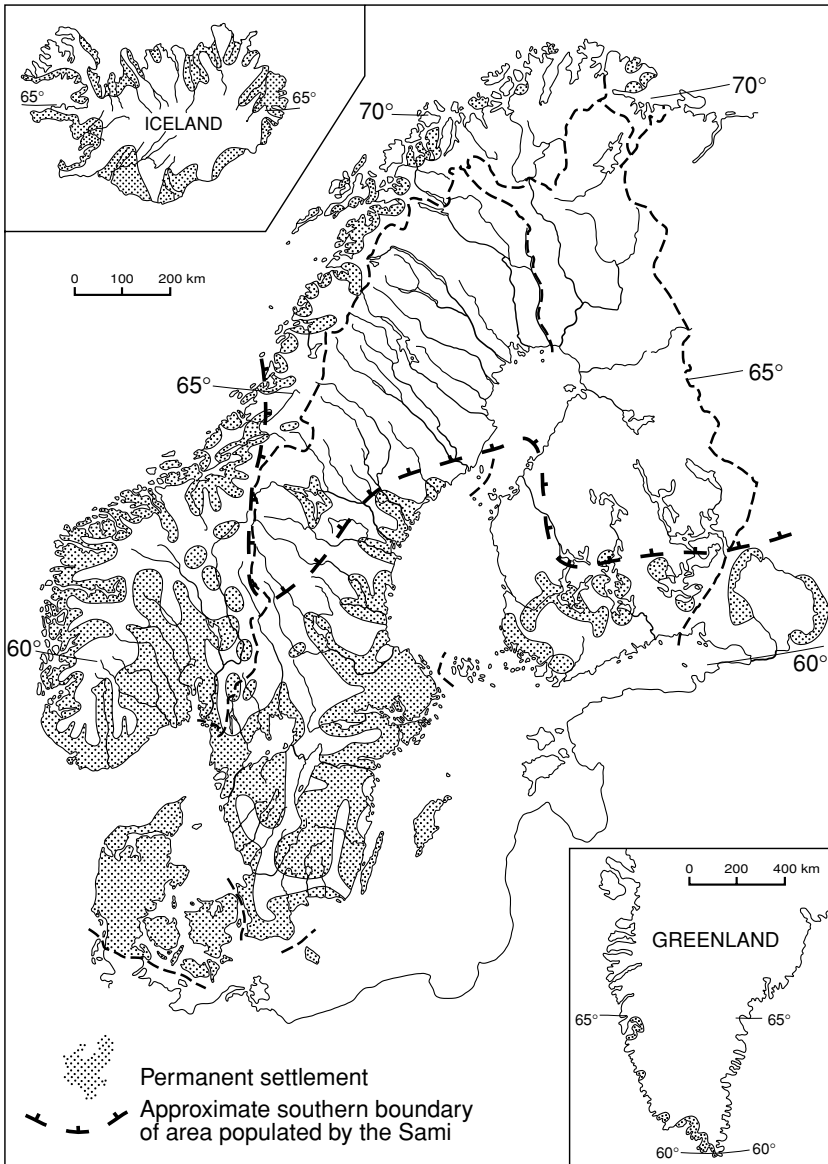 65°
65°
ICELAND
70°
70°
0 100 200 km
65°
65°
60°
60°
0 200 400 km
GREENLAND
65°
65°
60°
60°
Permanent settlement
Approximate southern boundary
of area populated by the Sami